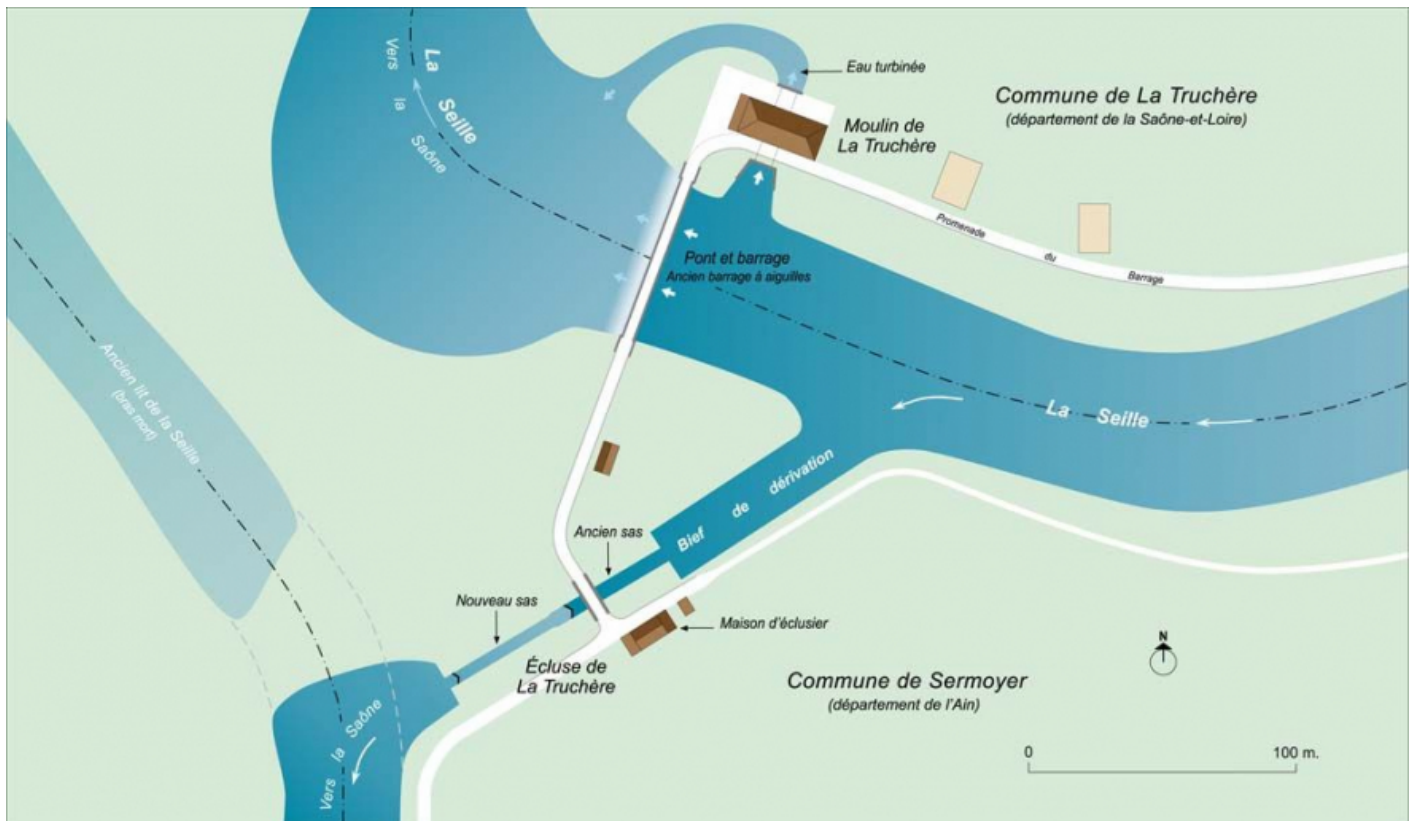 La Seille
Vers la Saône
Eau turbinée
Commune de La Truchère
(département de la Saône-et-Loire)
Moulin de
La Truchère
Promenade du Barrage
Pont et barrage
Ancien barrage à aiguilles
La Seille
Ancien lit de la Seille
(bras mort)
Bief de dérivation
Ancien sas
Nouveau sas
Maison d'éclusier
Écluse de
La Truchère
Commune de Sermoyer
(département de l'Ain)
N
Vers la Saône
0 100 m.